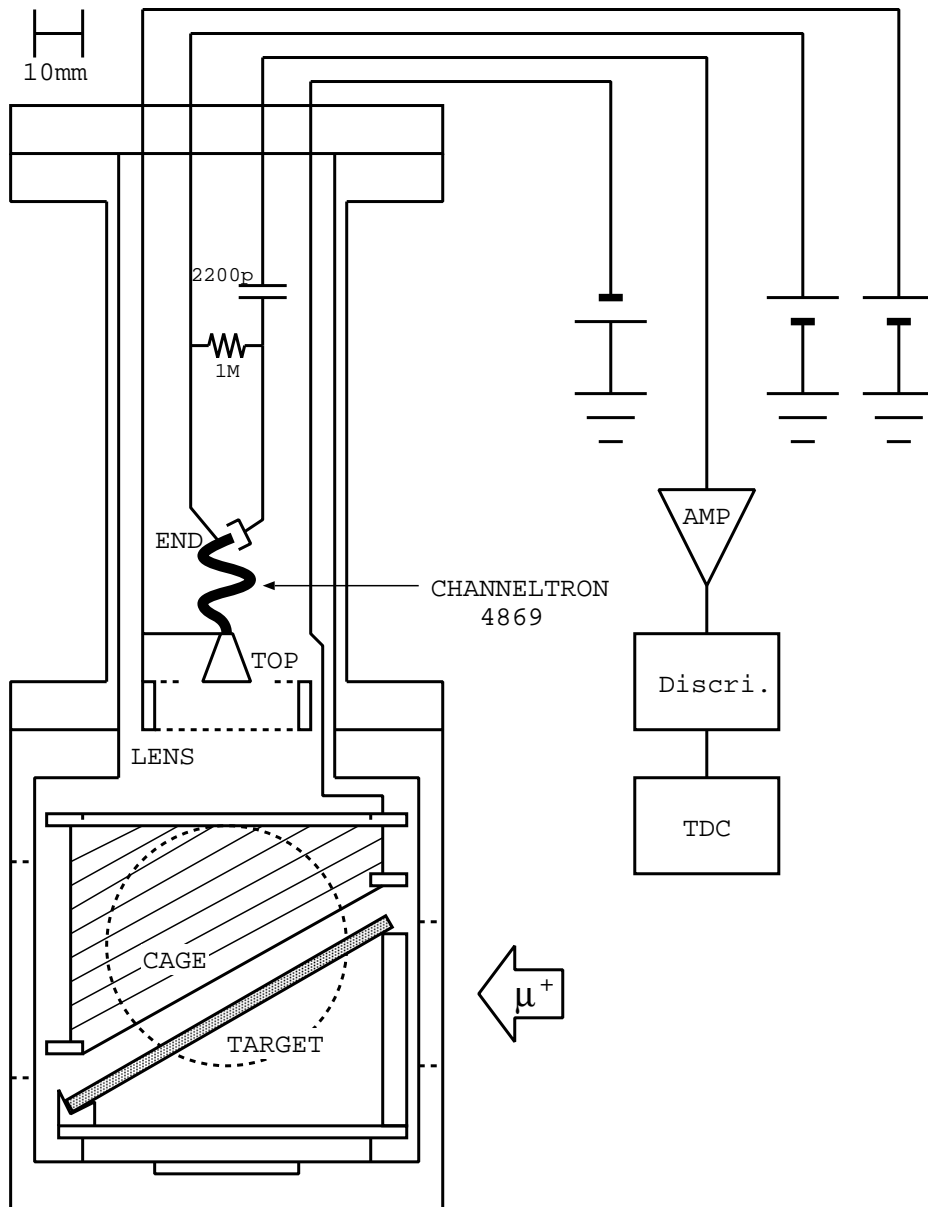 10mm
2200p
1M
END
AMP
CHANNELTRON
4869
TOP
Discri.
LENS
TDC
CAGE
μ+
TARGET